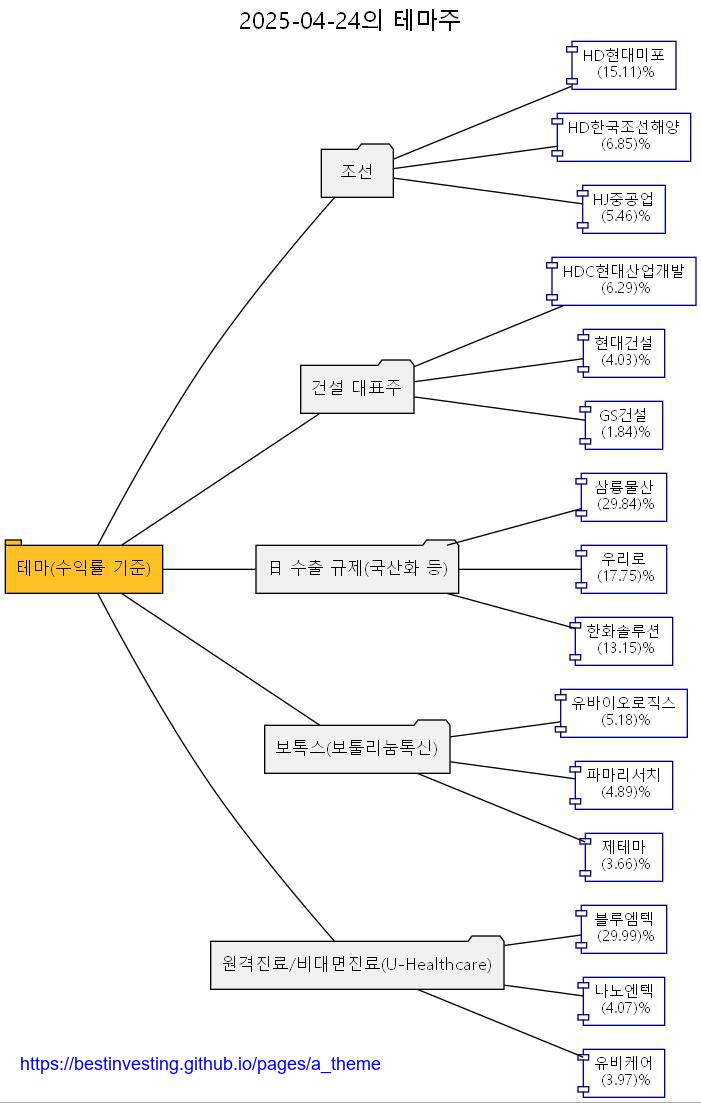 2025-04-24의 테마주
HD현대미포
(15.11)%
HD한국조선해양
(6.85)%
조선
HJ중공업
(5.46)%
HDC현대산업개발
(6.29)%
현대건설
(4.03)%
건설 대표주
GS건설
(1.84)%
삼륭물산
(29.84)%
우리로
(17.75)%
테마(수익률 기준)
日 수출 규제(국산화 등)
한화솔루션
(13.15)%
유바이오로직스
(5.18)%
보톡스(보툴리눔톡신)
파마리서치
(4.89)%
제테마
(3.66)%
블루엠텍
(29.99)%
원격진료/비대면진료(U-Healthcare)
나노엔텍
(4.07)%
유비케어
(3.97)%
https://bestinvesting.github.io/pages/a_theme